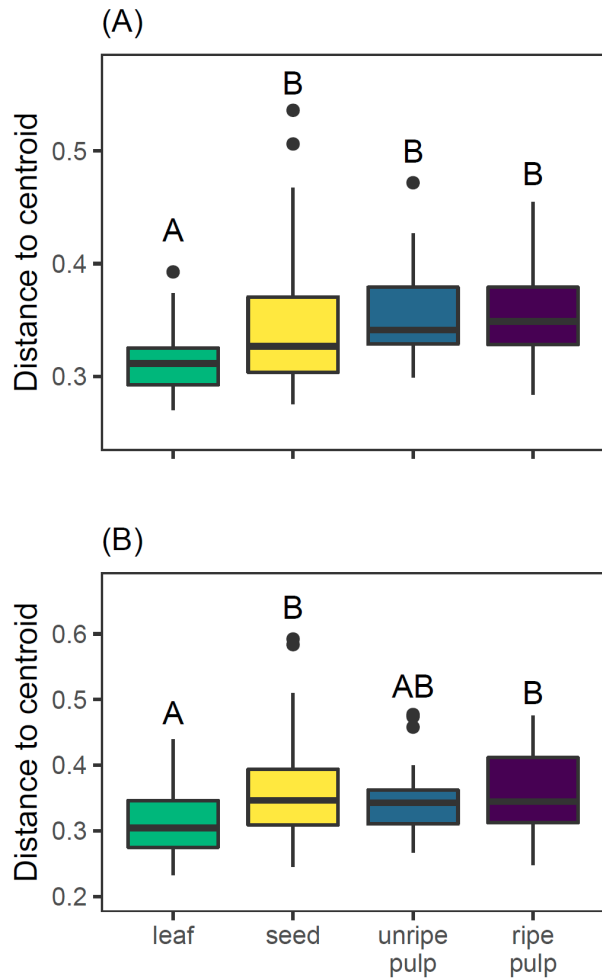 (A)
Distance to centroid
0.5
0.4
0.3
A
B
B
B
(B)
Distance to centroid
0.6
0.5
0.4
0.3
0.2
A
B
AB
B
leaf
seed
unripe
pulp
ripe
pulp